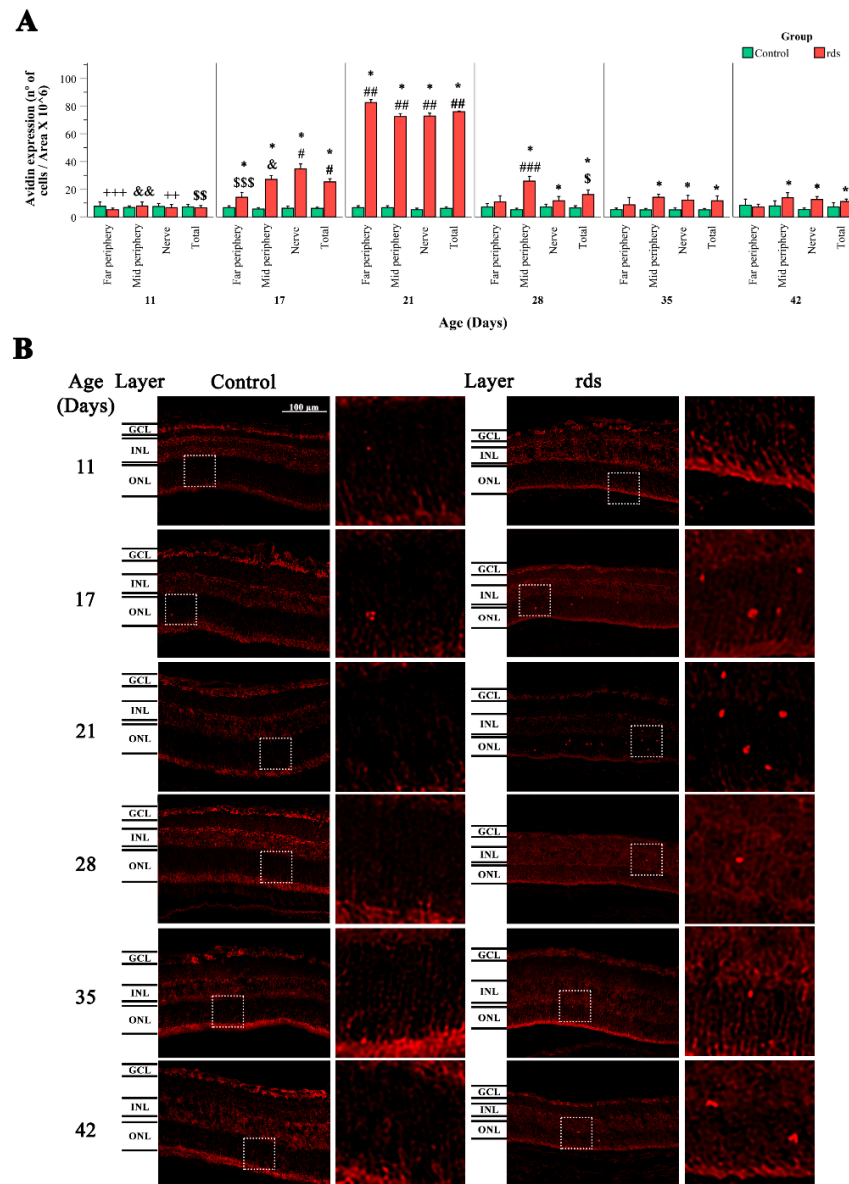 A
Group
Control rds
Avidin expression (nº of
cells / Area X 10^6)
100
80
60
40
20
0
+++ && ++ $$
* * * *
$$$ & # #
* * * *
## ## ## ##
* * *
### $
* * *
* * *
Far periphery Mid periphery Nerve Total
Far periphery Mid periphery Nerve Total
Far periphery Mid periphery Nerve Total
Far periphery Mid periphery Nerve Total
Far periphery Mid periphery Nerve Total
Far periphery Mid periphery Nerve Total
11 17 21 28 35 42
Age (Days)
B
Age Layer Control Layer rds
(Days)
100 µm
11
GCL
INL
ONL
GCL
INL
ONL
17
GCL
INL
ONL
GCL
INL
ONL
21
GCL
INL
ONL
GCL
INL
ONL
28
GCL
INL
ONL
GCL
INL
ONL
35
GCL
INL
ONL
GCL
INL
ONL
42
GCL
INL
ONL
GCL
INL
ONL